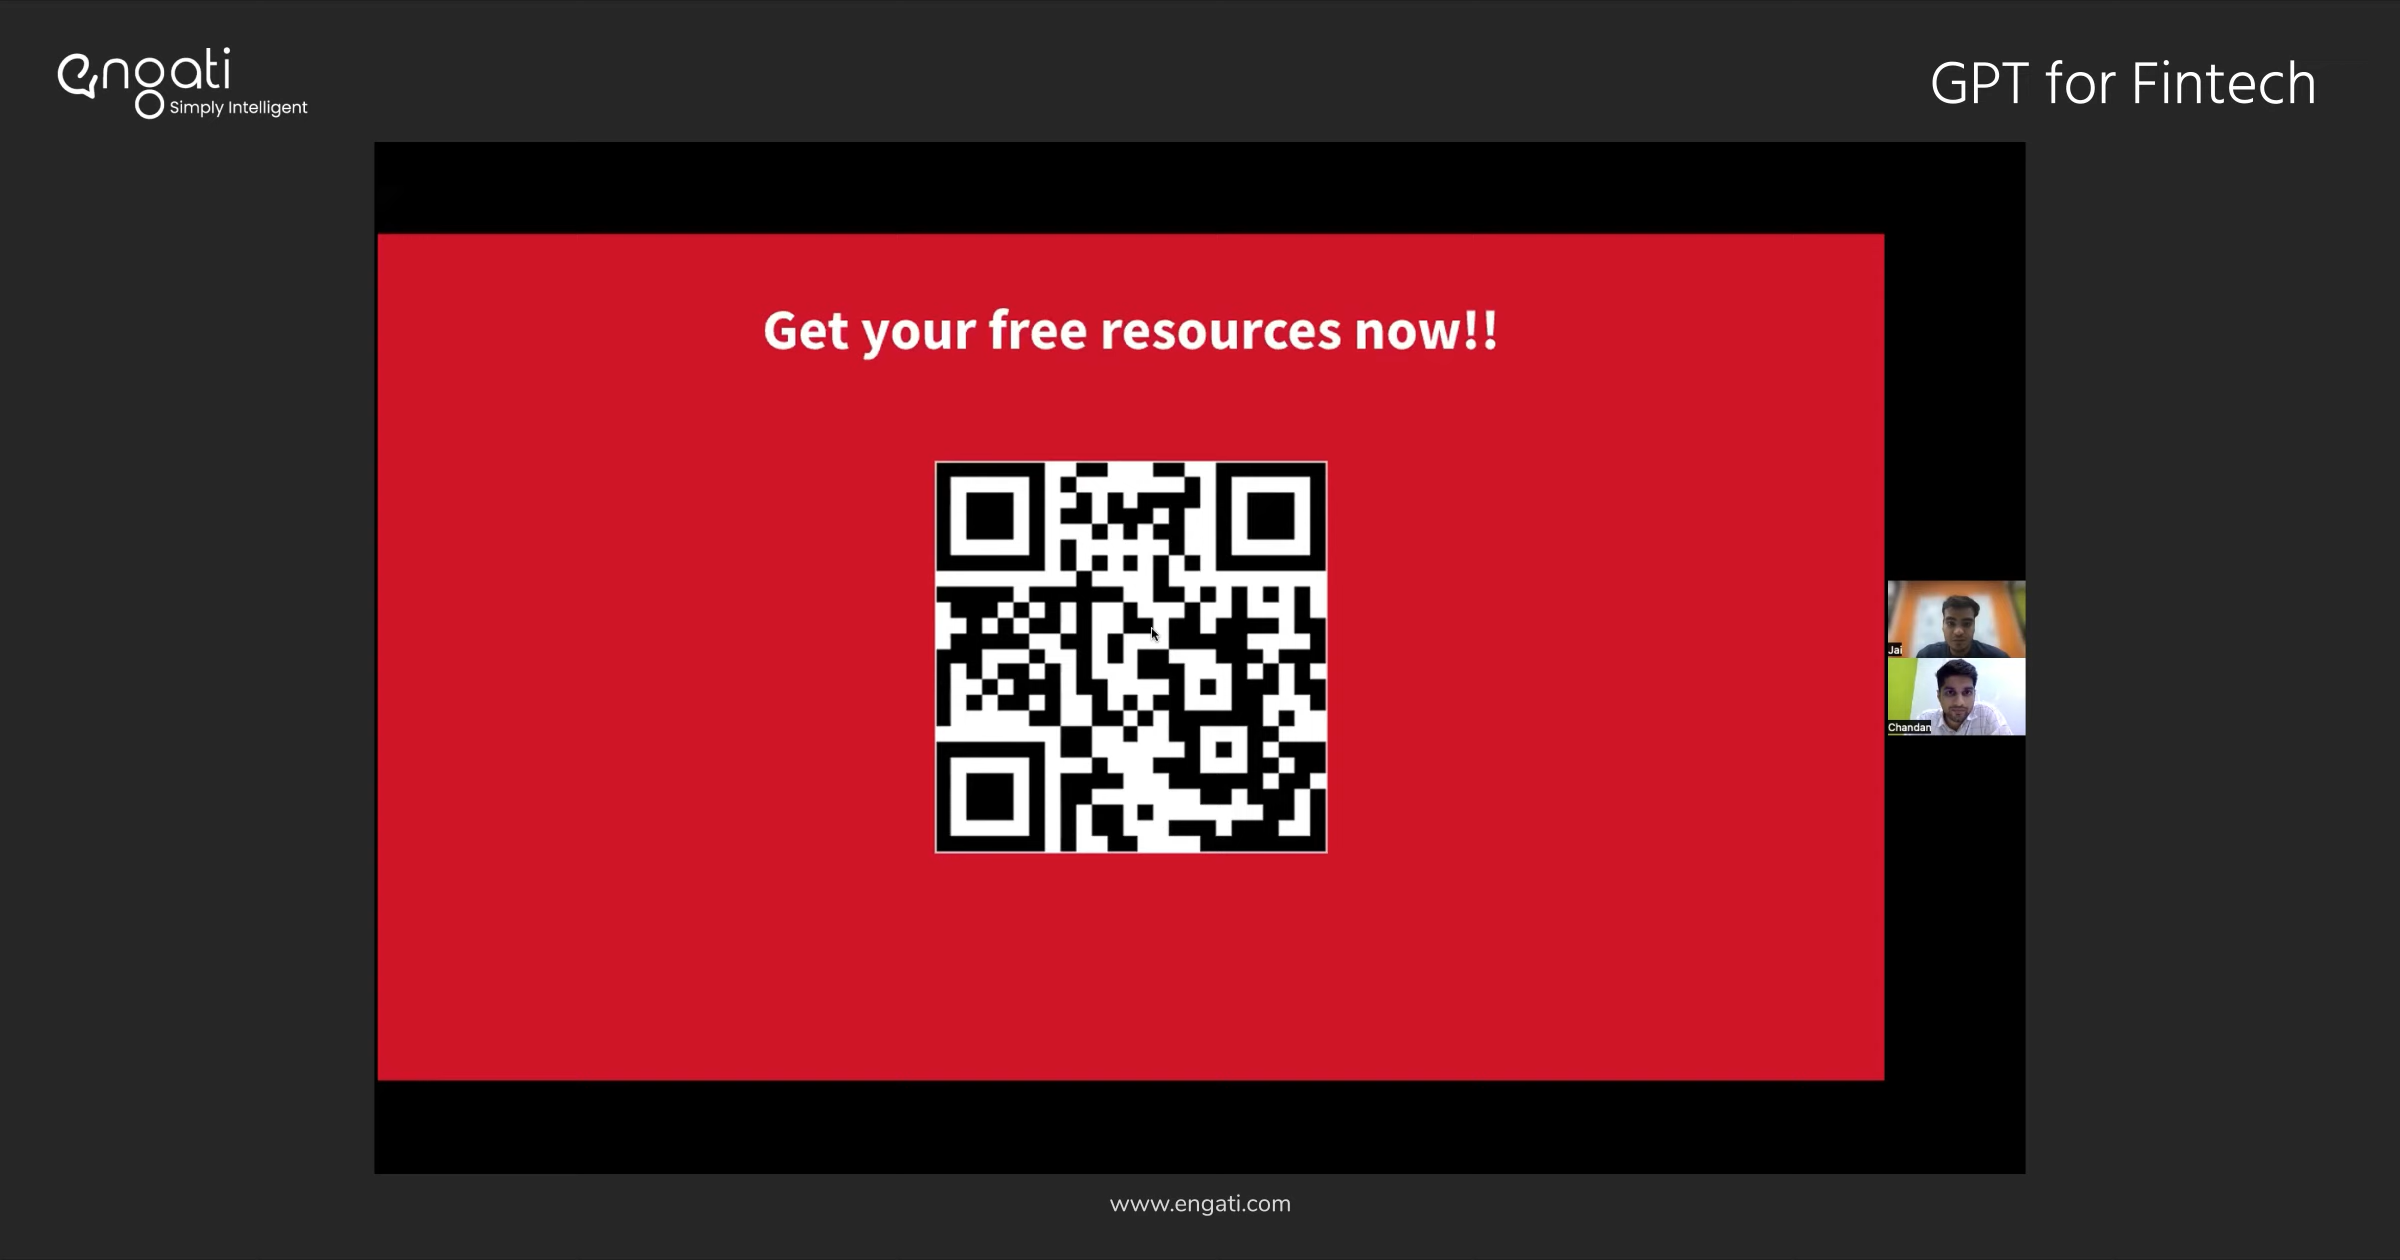 engati
Simply Intelligent
GPT for Fintech
Get your free resources now!!
Jai
Chandan
www.engati.com